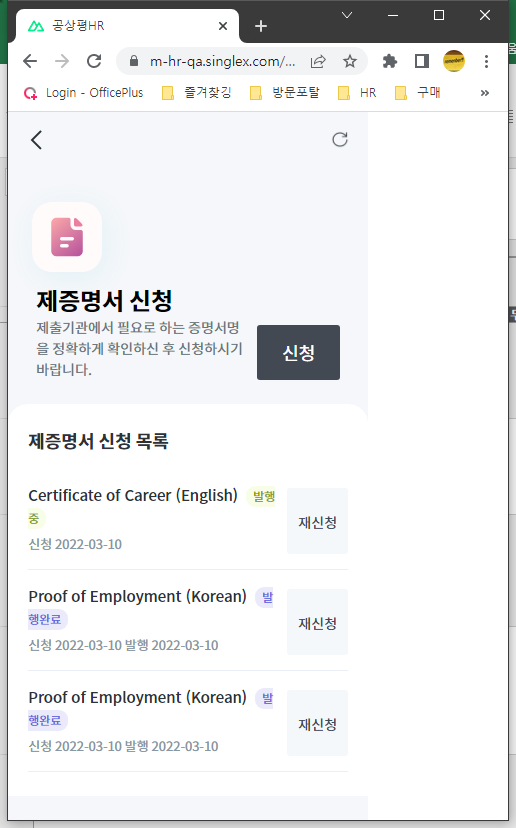 공상평HR
m-hr-qa.singlex.com/...
Login - OfficePlus
즐겨찾깅
방문포탈
HR
구매
제증명서 신청
제출기관에서 필요로 하는 증명서명
을 정확하게 확인하신 후 신청하시기
바랍니다.
신청
제증명서 신청 목록
Certificate of Career (English) 발행
중
신청 2022-03-10
재신청
Proof of Employment (Korean) 발
행완료
신청 2022-03-10 발행 2022-03-10
재신청
Proof of Employment (Korean) 발
행완료
신청 2022-03-10 발행 2022-03-10
재신청